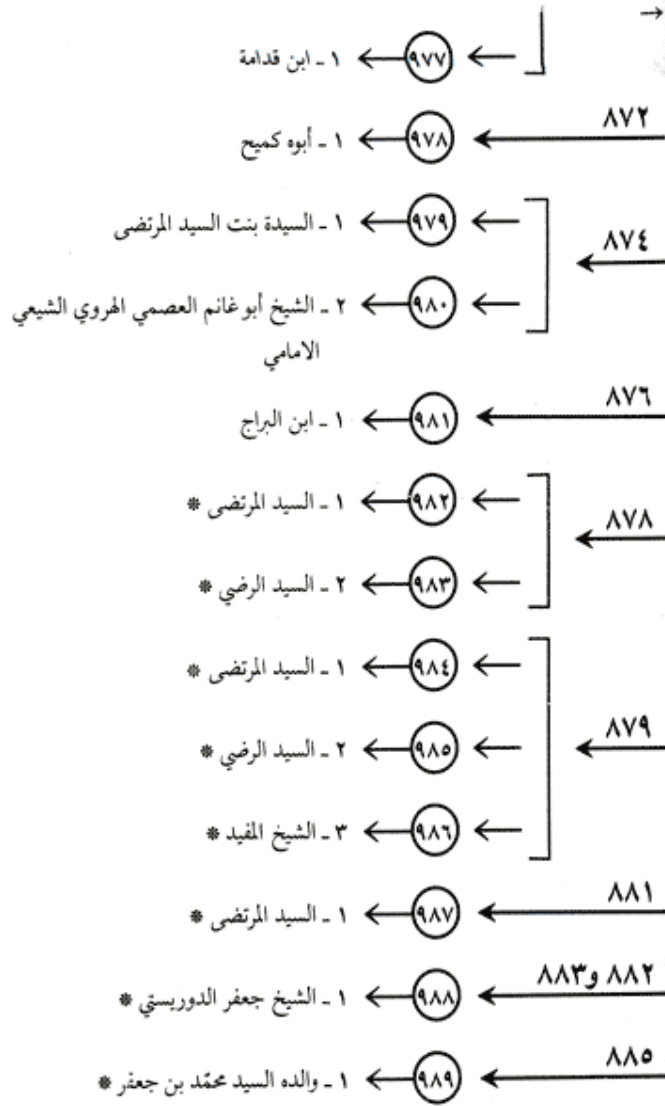 ٩٧٧ ١ ـ ابن قدامة
٨٧٢ ٩٧٨ ١ ـ أبوه كميح
٨٧٤
٩٧٩ ١ ـ السيدة بنت السيد المرتضى
٩٨٠ ٢ ـ الشيخ أبو غانم العصمي الهروي الشيعي
الامامي
٨٧٦ ٩٨١ ١ ـ ابن البراج
٨٧٨
٩٨٢ ١ ـ السيد المرتضى *
٩٨٣ ٢ ـ السيد الرضي *
٨٧٩
٩٨٤ ١ ـ السيد المرتضى *
٩٨٥ ٢ ـ السيد الرضي *
٩٨٦ ٣ ـ الشيخ المفيد *
٨٨١ ٩٨٧ ١ ـ السيد المرتضى *
٨٨٢ و٨٨٣ ٩٨٨ ١ ـ الشيخ جعفر الدوريستي *
٨٨٥ ٩٨٩ ١ ـ والده السيد محمّد بن جعفر *